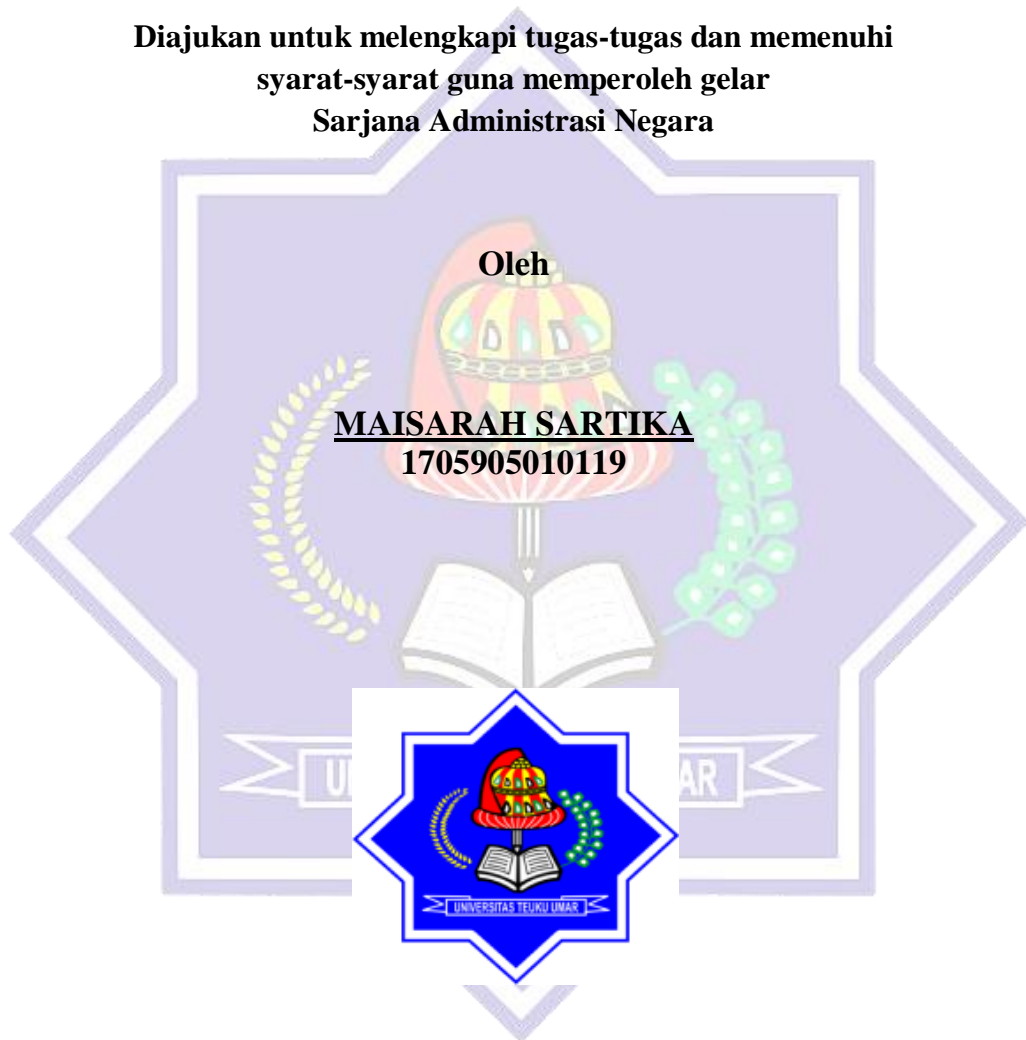 Diajukan untuk melengkapi tugas-tugas dan memenuhi
syarat-syarat guna memperoleh gelar
Sarjana Administrasi Negara
Oleh
MAISARAH SARTIKA
1705905010119
U AR
UNIVERSITAS TEUKU UMAR